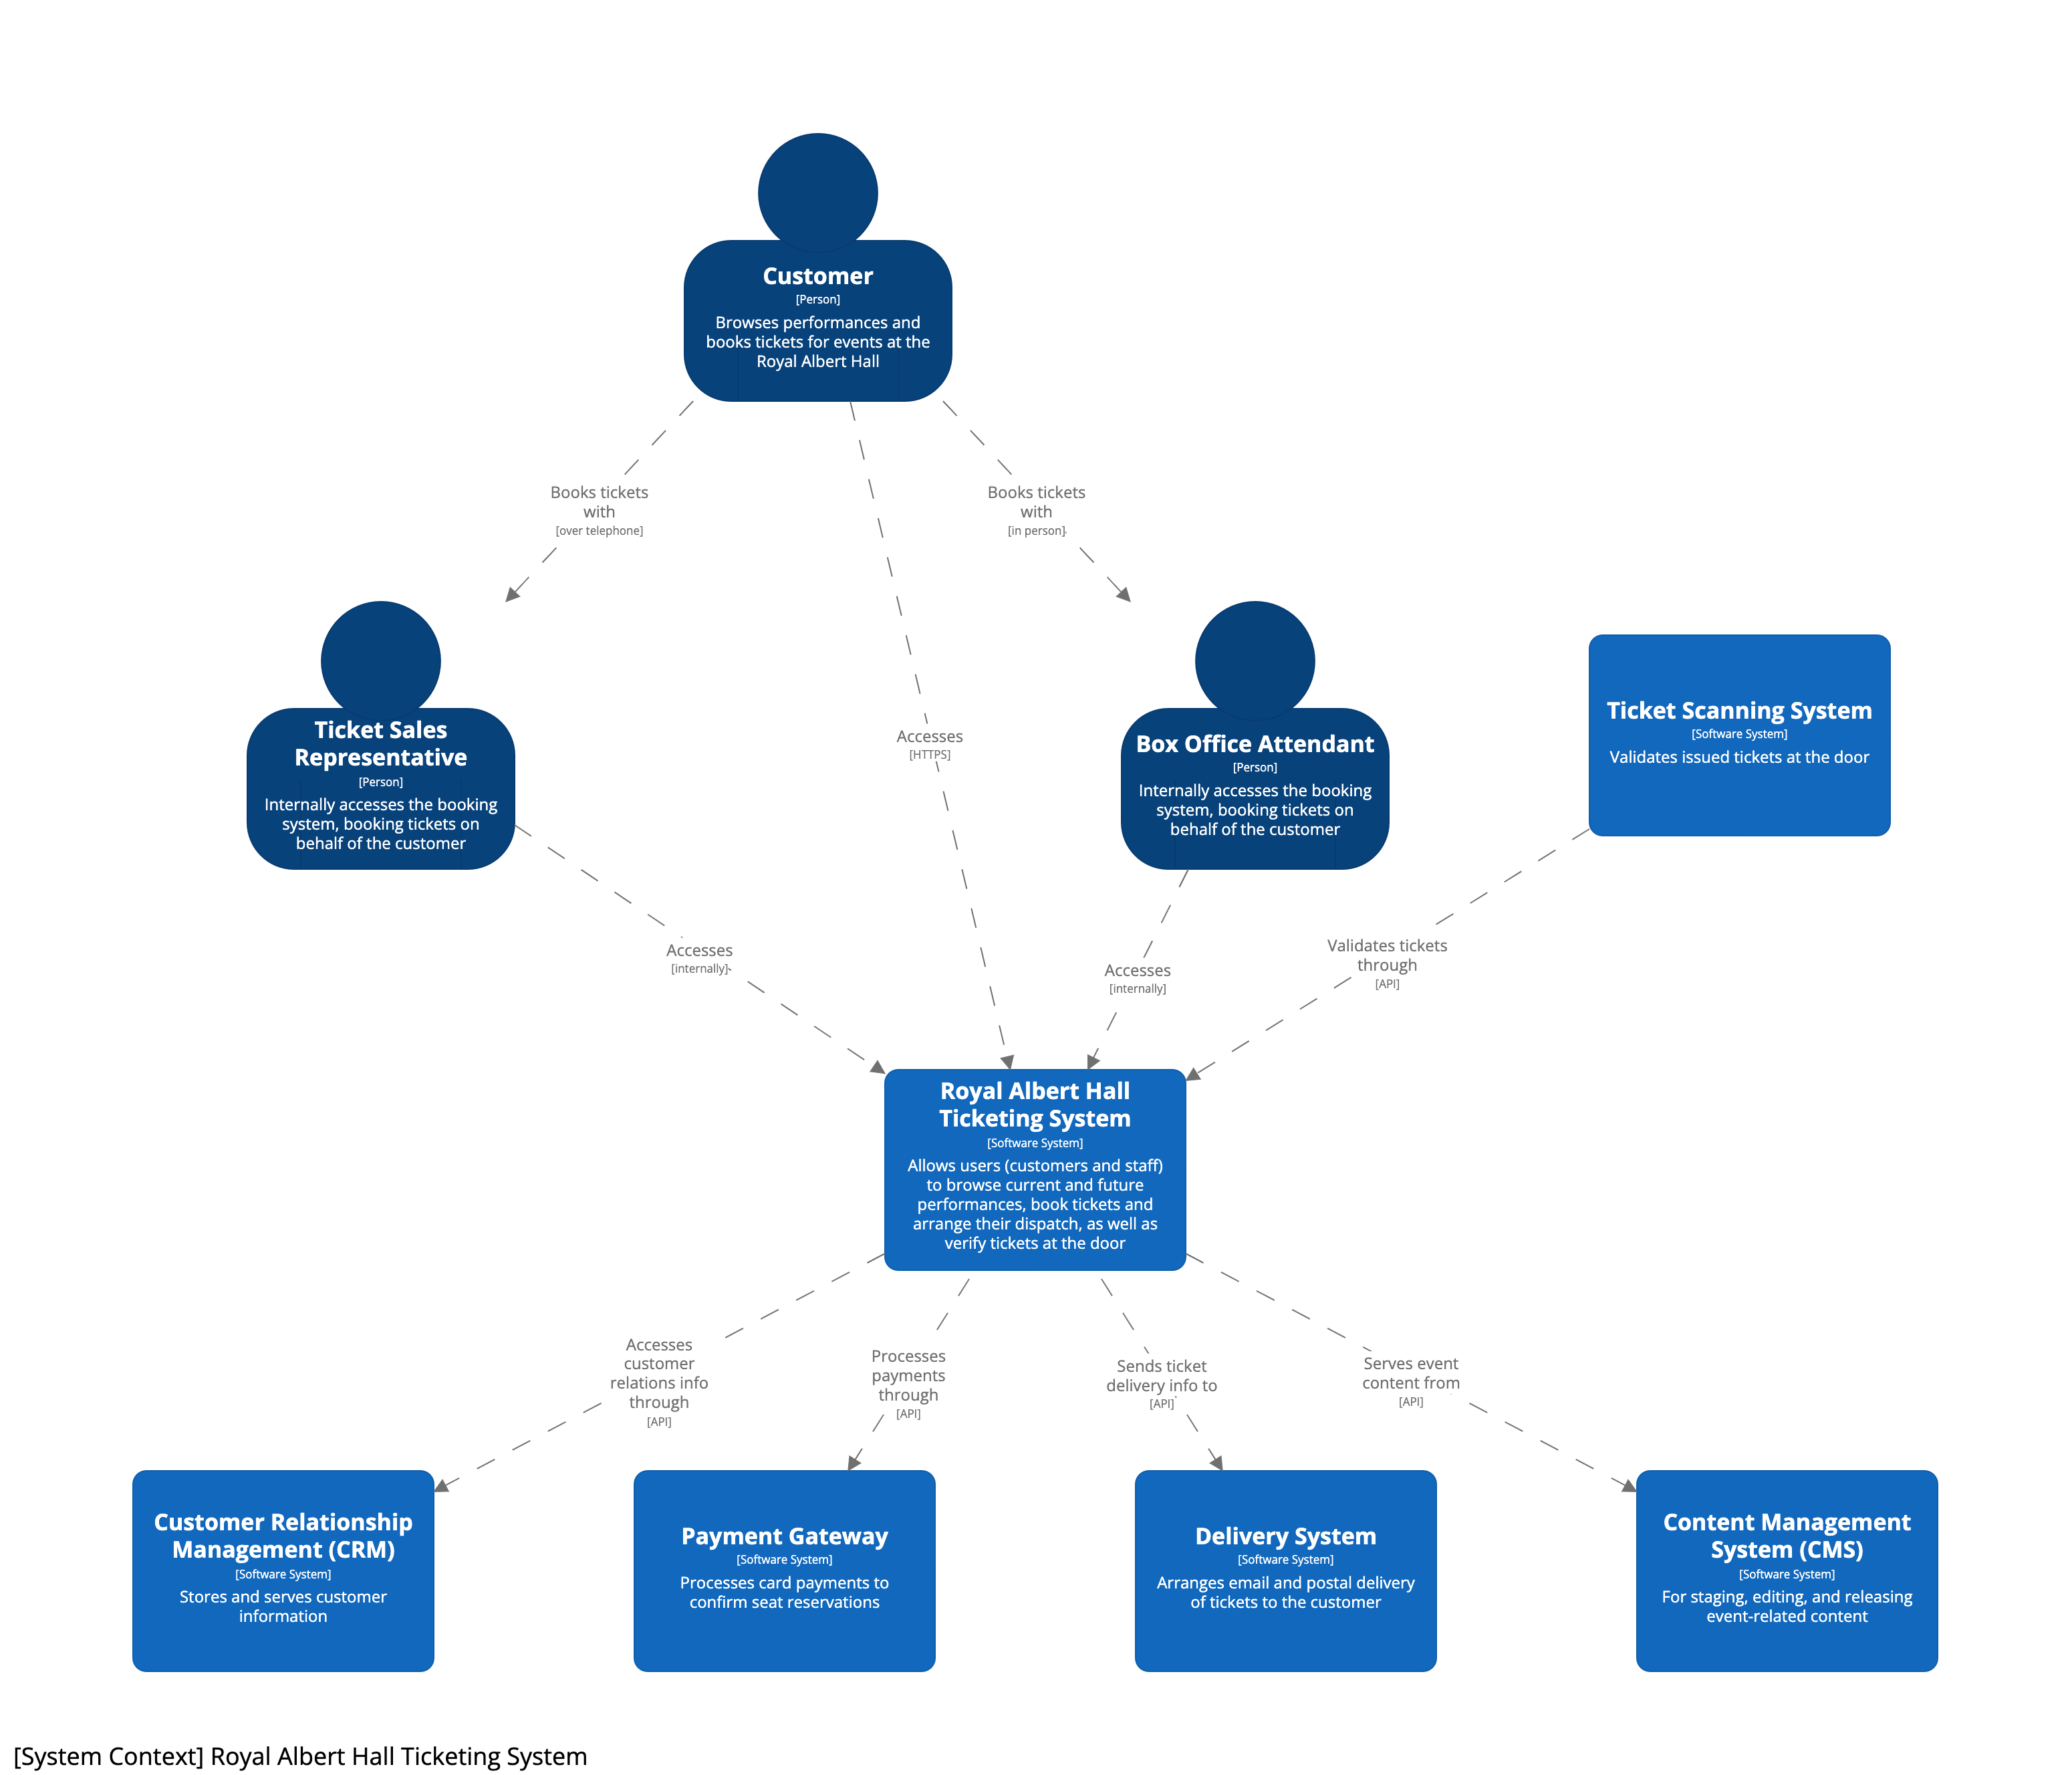 Customer
[Person]
Browses performances and
books tickets for events at the
Royal Albert Hall
Books tickets
with
[over telephone]
Books tickets
with
[in person]
Ticket Sales
Representative
[Person]
Internally accesses the booking
system, booking tickets on
behalf of the customer
Accesses
[HTTPS]
Box Office Attendant
[Person]
Internally accesses the booking
system, booking tickets on
behalf of the customer
Ticket Scanning System
[Software System]
Validates issued tickets at the door
Accesses
[internally]
Accesses
[internally]
Validates tickets
through
[API]
Royal Albert Hall
Ticketing System
[Software System]
Allows users (customers and staff)
to browse current and future
performances, book tickets and
arrange their dispatch, as well as
verify tickets at the door
Accesses
customer
relations info
through
[API]
Processes
payments
through
[API]
Sends ticket
delivery info to
[API]
Serves event
content from
[API]
Customer Relationship
Management (CRM)
[Software System]
Stores and serves customer
information
Payment Gateway
[Software System]
Processes card payments to
confirm seat reservations
Delivery System
[Software System]
Arranges email and postal delivery
of tickets to the customer
Content Management
System (CMS)
[Software System]
For staging, editing, and releasing
event-related content
[System Context] Royal Albert Hall Ticketing System